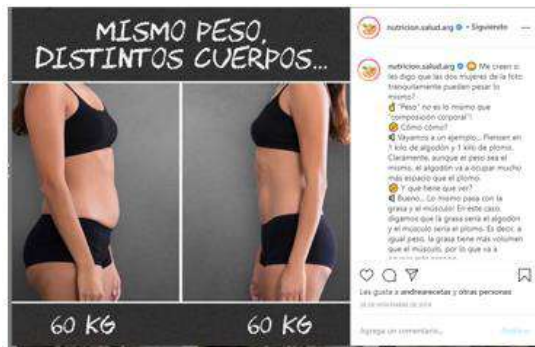 MISMO PESO,
DISTINTOS CUERPOS...
60 KG
60 KG
nutricion.salud.arg • Siguiendo
nutricion.salud.arg Me creen si
les digo que las dos mujeres de la foto
tranquilamente pueden pesar lo
mismo?
"Peso" no es lo mismo que
"composición corporal"!
Cómo cómo?
Vayamos a un ejemplo... Piensen en
1 kilo de algodón y 1 kilo de plomo.
Claramente, aunque el peso sea el
mismo, el algodón va a ocupar mucho
más espacio que el plomo.
Y que tiene que ver?
Bueno... Lo mismo pasa con la
grasa y el músculo! En este caso,
digamos que la grasa sería el algodón
y el músculo sería el plomo. Es decir, a
igual peso, la grasa tiene más volumen
que el músculo, por lo que va a
Les gusta a andrearecetas y otras personas
DE NOVIEMBRE DE
Agrega un comentario...